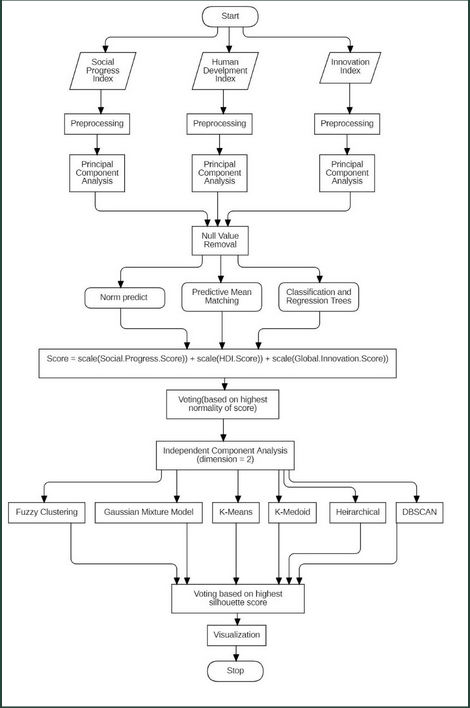 Start
Social
Progress
Index
Human
Develpment
Index
Innovation
Index
Preprocessing
Preprocessing
Preprocessing
Principal
Component
Analysis
Principal
Component
Analysis
Principal
Component
Analysis
Null Value
Removal
Norm predict
Predictive Mean
Matching
Classification and
Regression Trees
Score = scale(Social.Progress.Score)) + scale(HDI.Score)) + scale(Global.Innovation.Score))
Voting(based on highest
normality of score)
Independent Component Analysis
(dimension = 2)
Fuzzy Clustering
Gaussian Mixture Model
K-Means
K-Medoid
Heirarchical
DBSCAN
Voting based on highest
silhouette score
Visualization
Stop